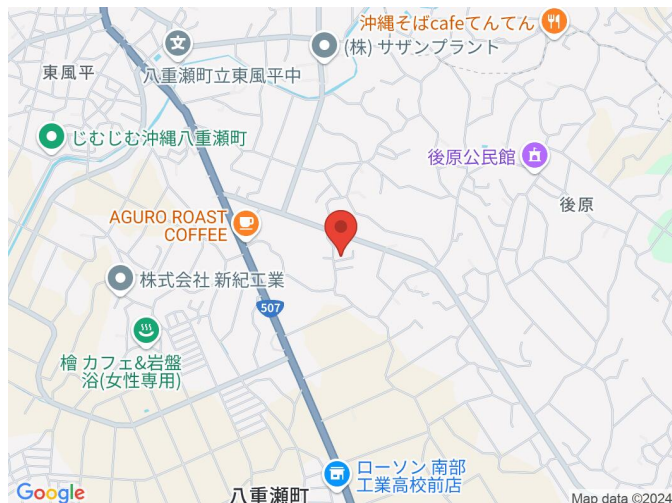 沖縄そばcafeてんてん
(株) サザンプラント
東風平
八重瀬町立東風平中
じむじむ沖縄八重瀬町
後原公民館
後原
AGURO ROAST
COFFEE
株式会社 新紀工業
507
檜 カフェ&岩盤
浴(女性専用)
ローソン 南部
工業高校前店
八重瀬町
Google
Map data ©202